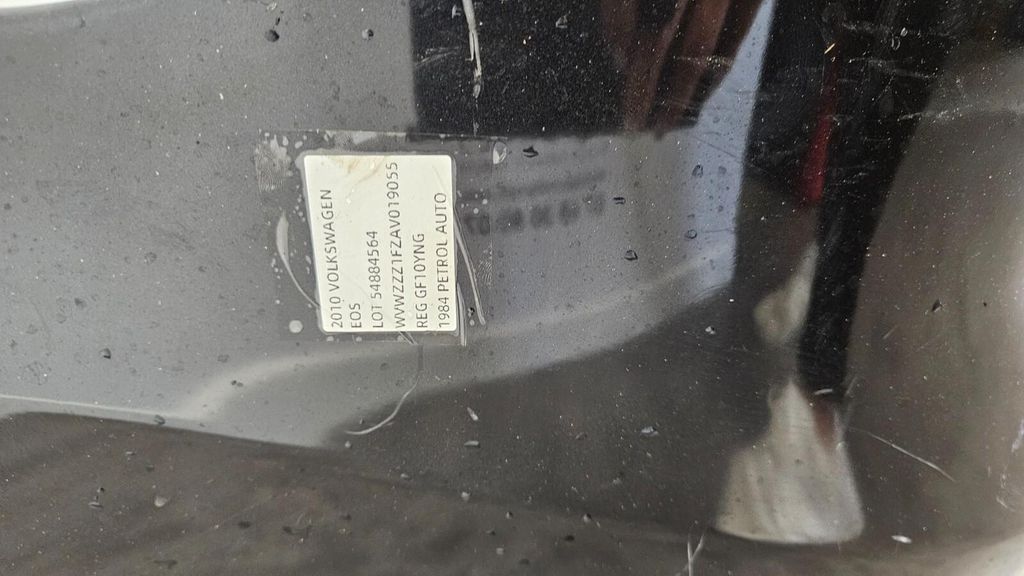 2010 VOLKSWAGEN
EOS
LOT 54884564
WVWZZZ1FZAV019055
REG GF10YNG
1984 PETROL AUTO